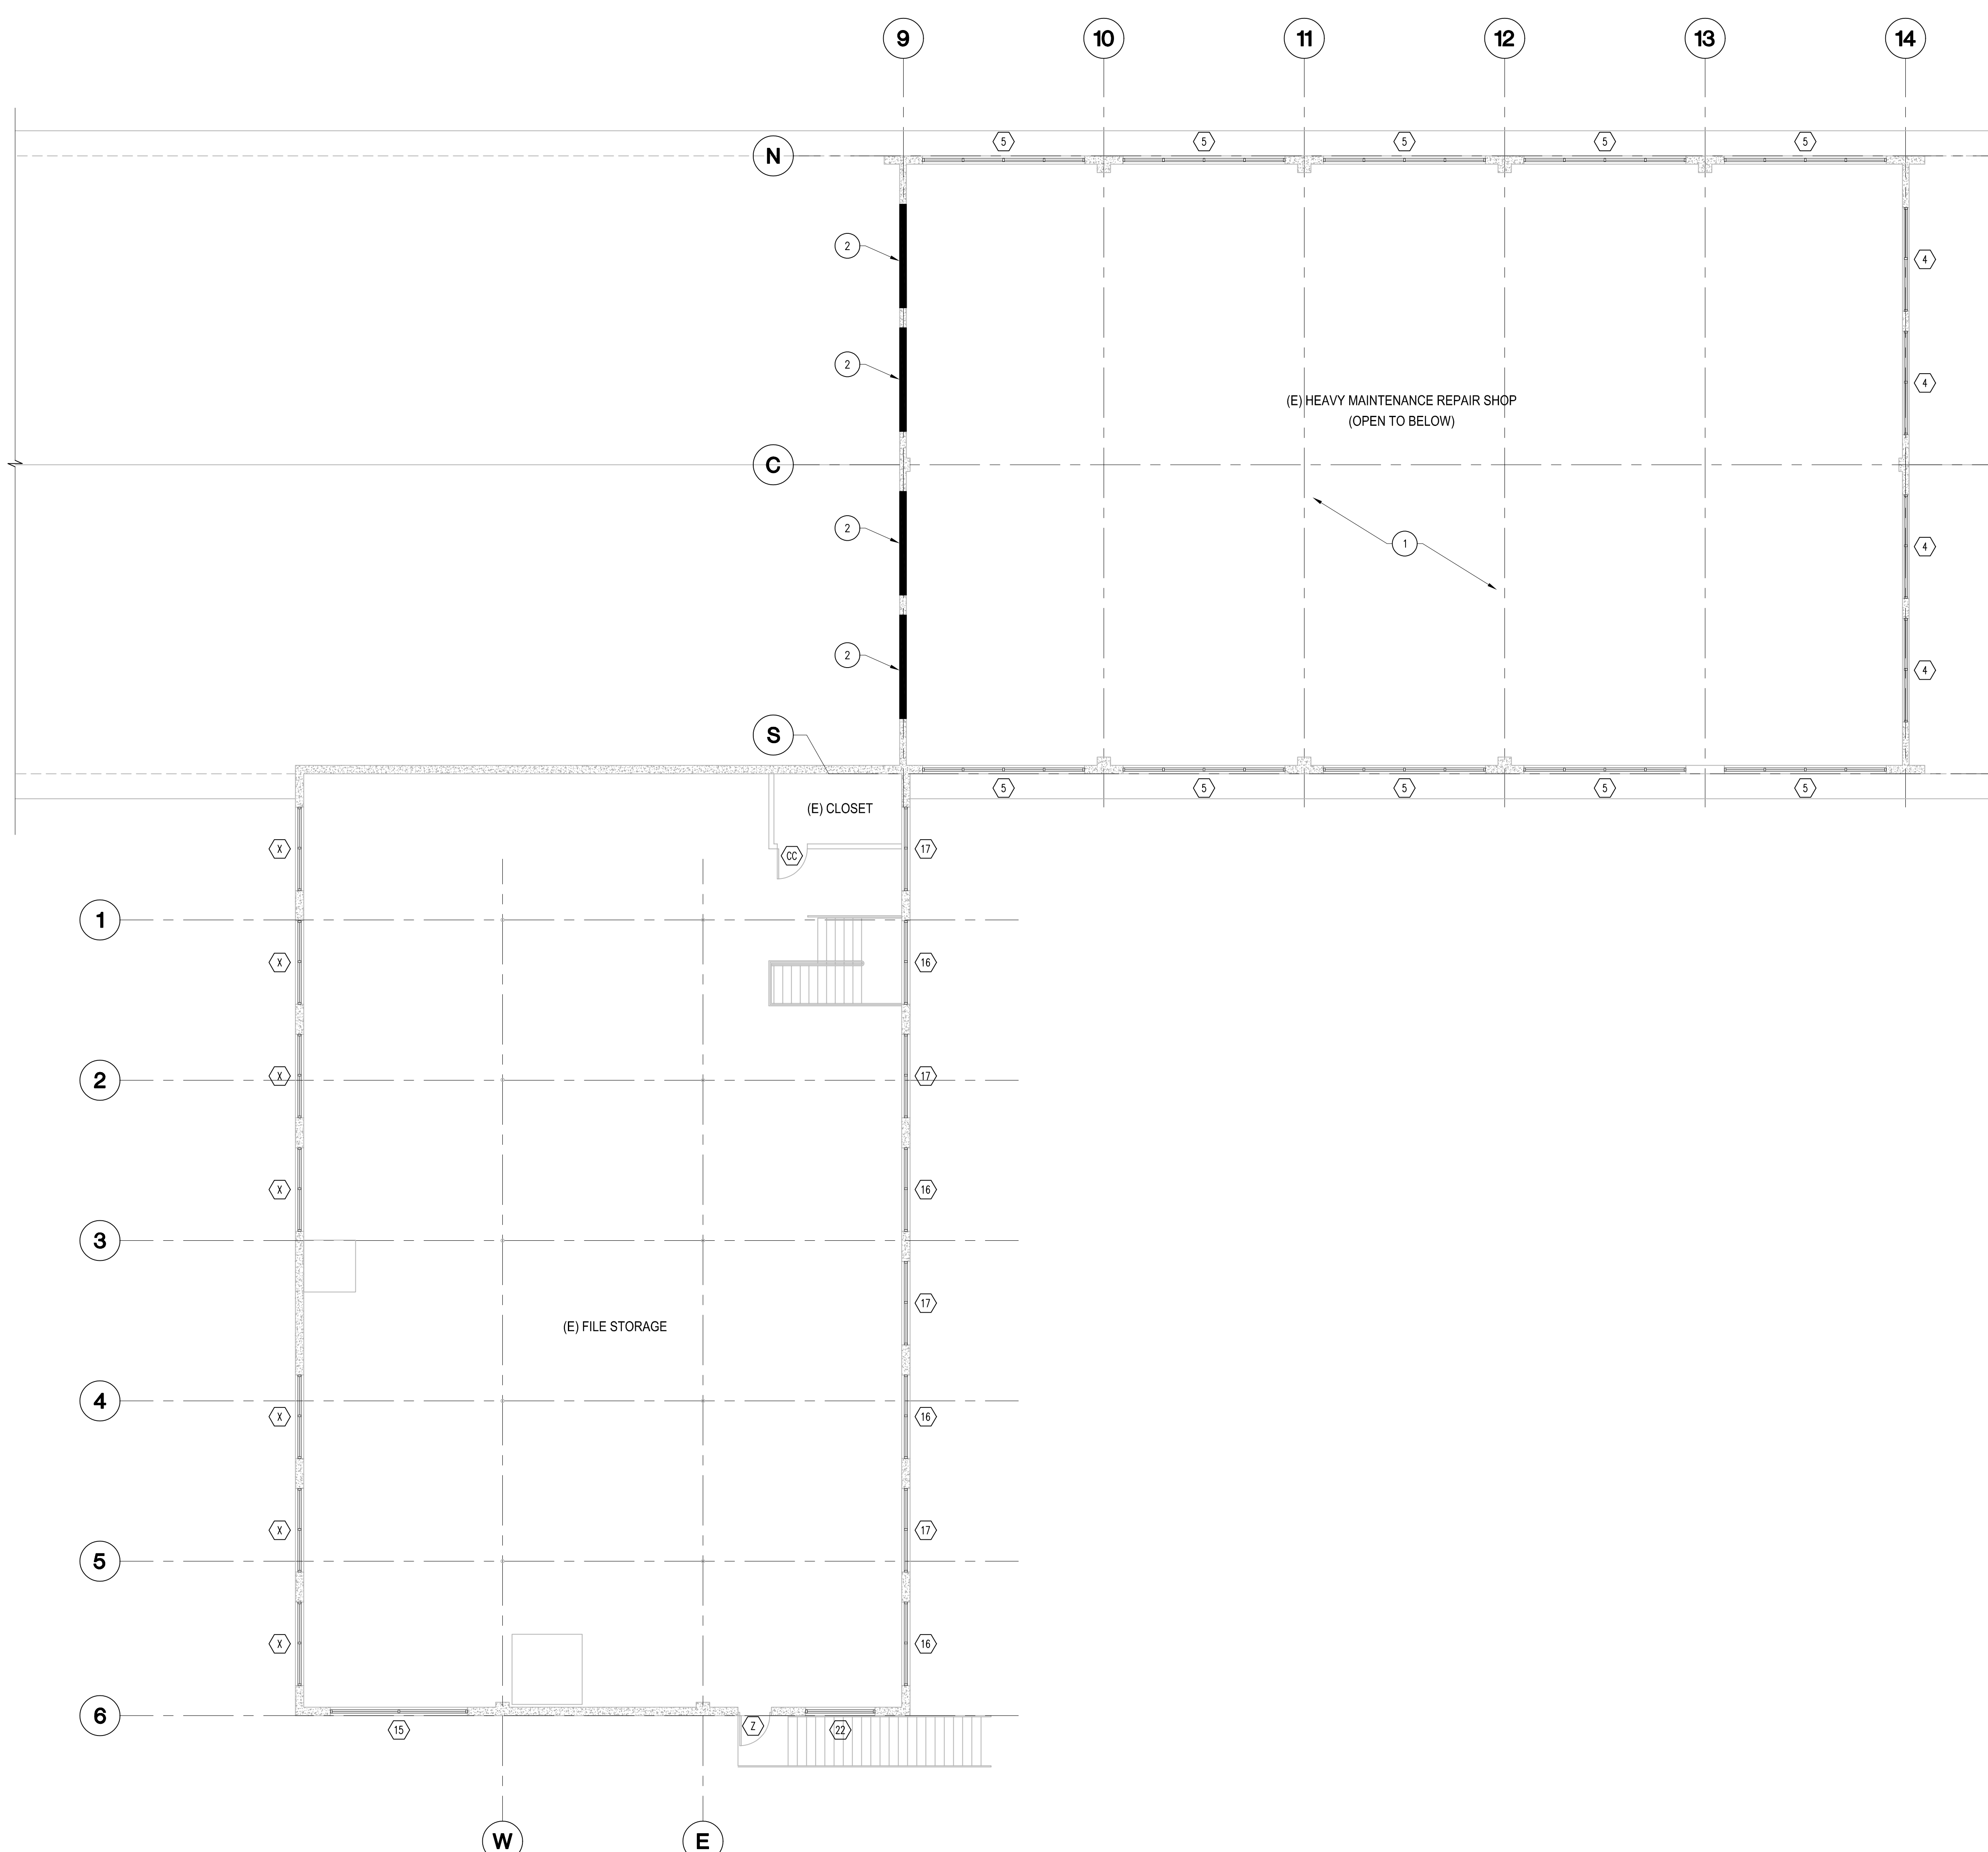 9
10
11
12
13
14
5
5
5
5
5
N
2
4
2
4
(E) HEAVY MAINTENANCE REPAIR SHOP
(OPEN TO BELOW)
C
2
1
4
2
4
S
5
5
5
5
5
(E) CLOSET
X
CC
17
1
X
16
2
X
17
X
16
3
17
(E) FILE STORAGE
4
X
16
X
17
5
X
16
6
15
Z
22
W
E